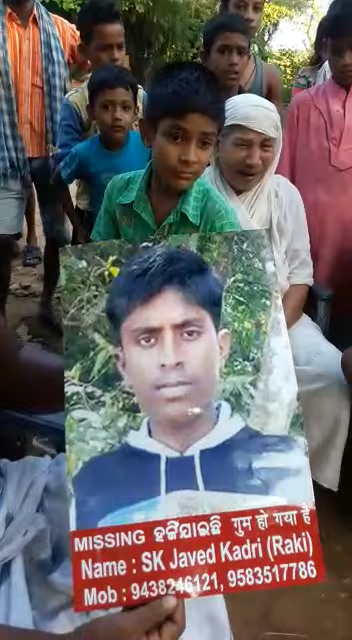 MISSING ହଜିଯାଇଛି गुम हो गया है
Name : SK Javed Kadri (Raki)
Mob : 9438246121, 9583517786